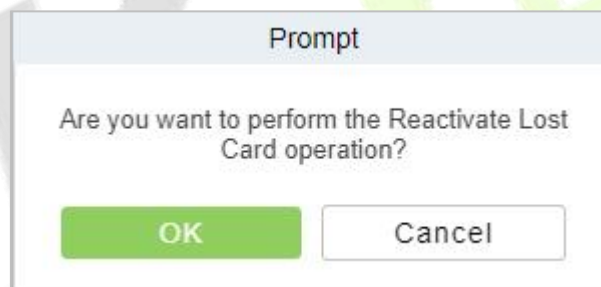 Prompt
Are you want to perform the Reactivate Lost
Card operation?
OK
Cancel